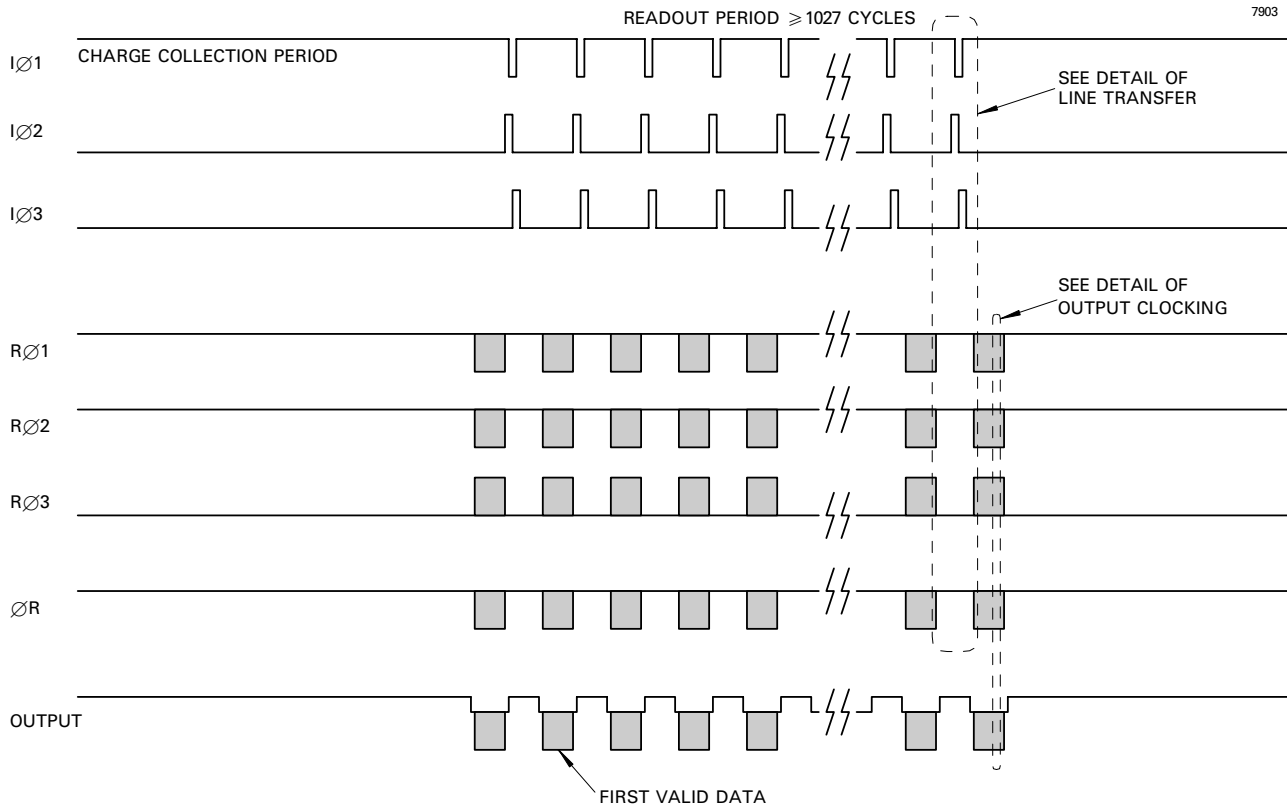 7903
READOUT PERIOD ⩾ 1027 CYCLES
I∅1
CHARGE COLLECTION PERIOD
SEE DETAIL OF
LINE TRANSFER
I∅2
I∅3
SEE DETAIL OF
OUTPUT CLOCKING
R∅1
R∅2
R∅3
∅R
OUTPUT
FIRST VALID DATA